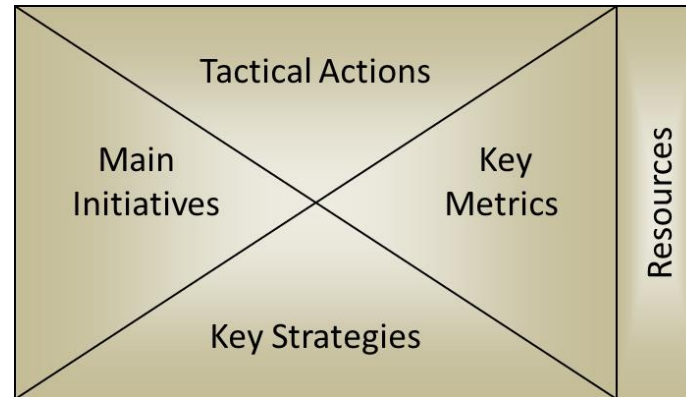 Tactical Actions
Main
Initiatives
Key
Metrics
Resources
Key Strategies